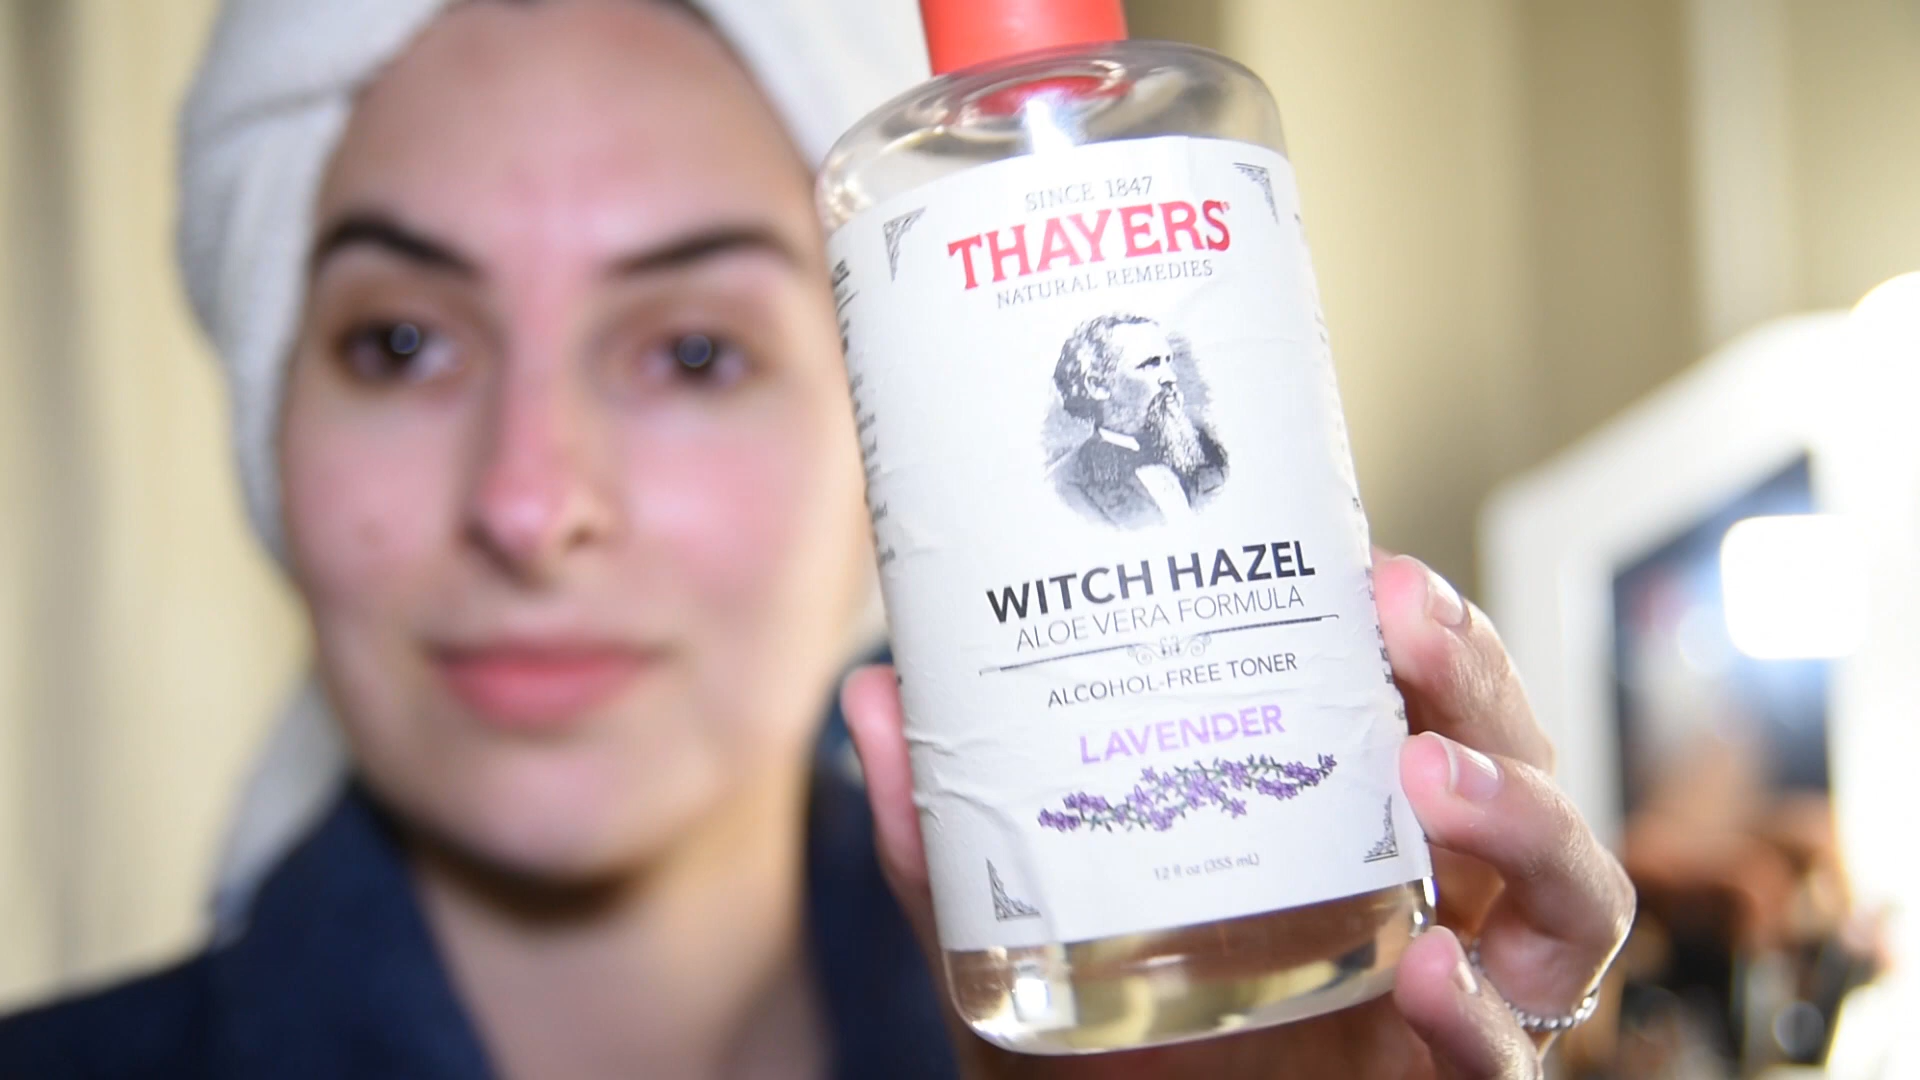 SINCE 1847
THAYERS®
NATURAL REMEDIES
WITCH HAZEL
ALOE VERA FORMULA
ALCOHOL-FREE TONER
LAVENDER
12 fl oz (355 mL)